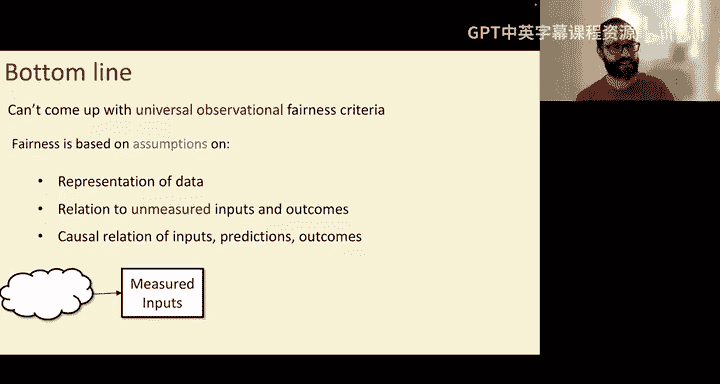 GPT中英字幕课程资源
Bottom line
Can't come up with universal observational fairness criteria
Fairness is based on assumptions on:
• Representation of data
• Relation to unmeasured inputs and outcomes
• Causal relation of inputs, predictions, outcomes
Measured
Inputs